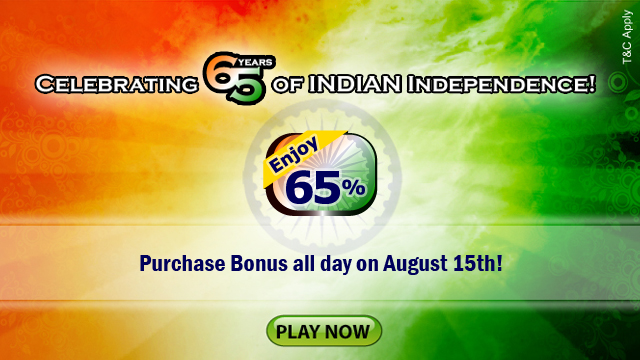 T&C Apply
CELEBRATING 65 YEARS OF INDIAN INDEPENDENCE!
Enjoy
65%
Purchase Bonus all day on August 15th!
PLAY NOW